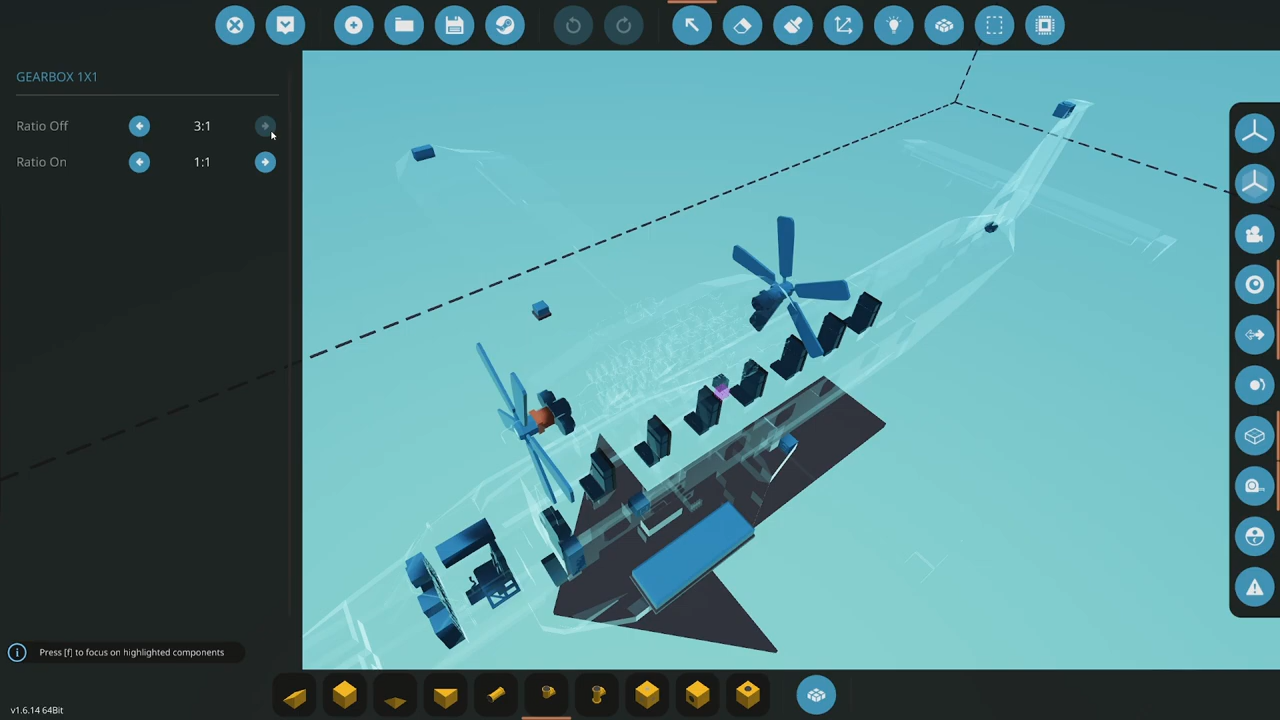 GEARBOX 1X1
Ratio Off 3:1
Ratio On 1:1
Press [f] to focus on highlighted components
v1.6.14 64Bit